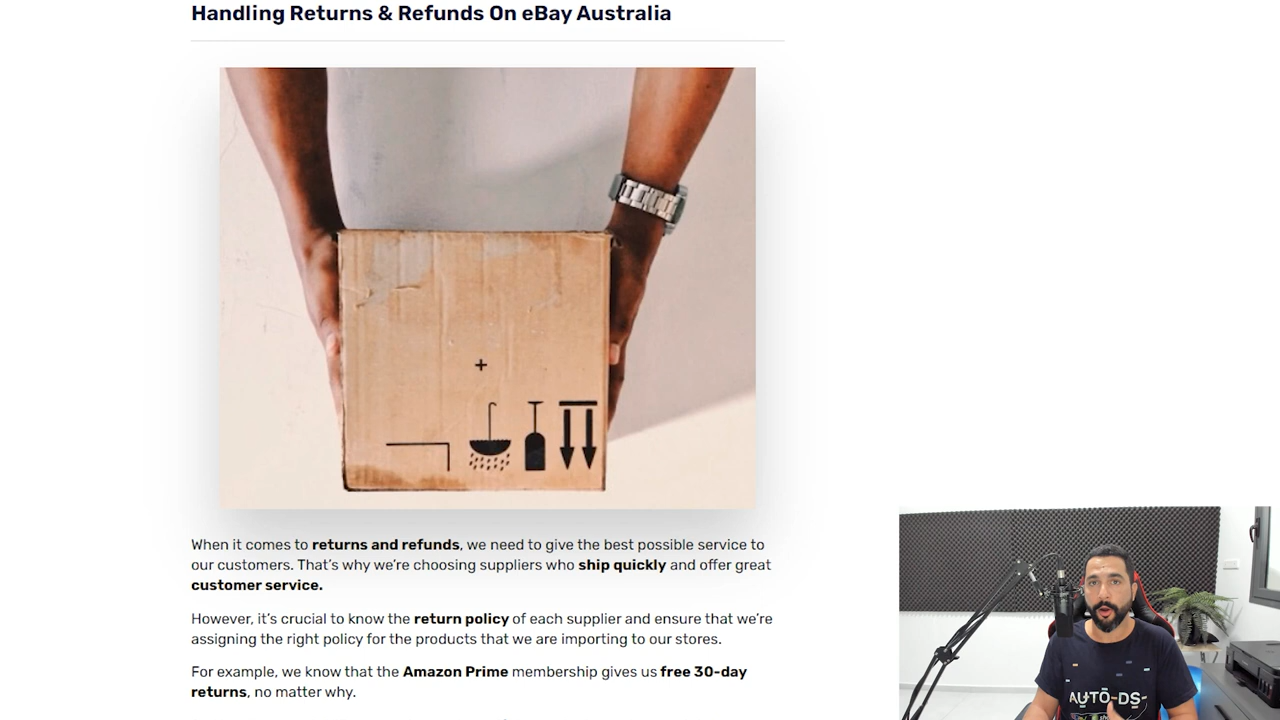 Handling Returns & Refunds On eBay Australia
When it comes to returns and refunds, we need to give the best possible service to
our customers. That's why we're choosing suppliers who ship quickly and offer great
customer service.
However, it's crucial to know the return policy of each supplier and ensure that we're
assigning the right policy for the products that we are importing to our stores.
For example, we know that the Amazon Prime membership gives us free 30-day
returns, no matter why.
AUTO-DS-